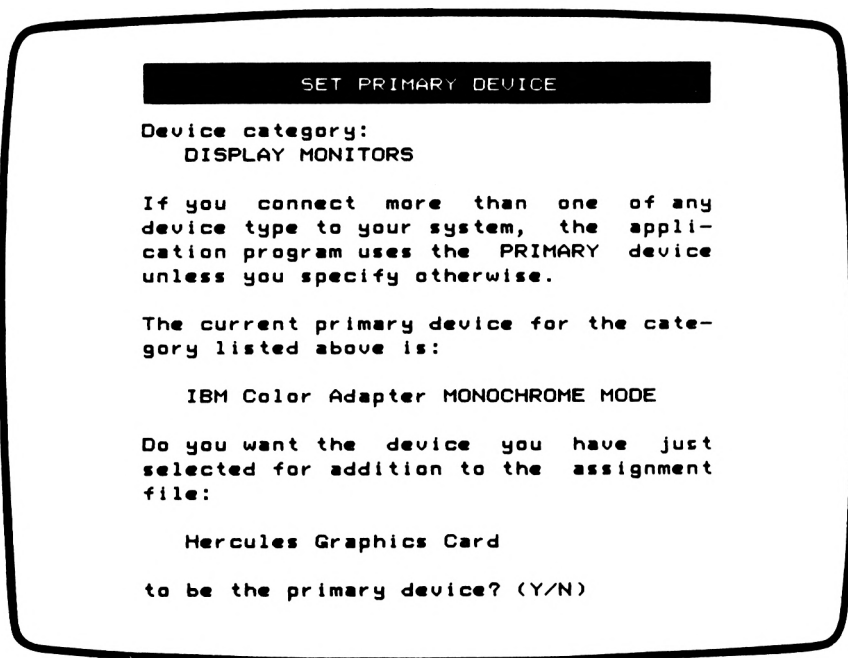 SET PRIMARY DEVICE
Device category:
DISPLAY MONITORS
If you connect more than one of any
device type to your system, the appli-
cation program uses the PRIMARY device
unless you specify otherwise.
The current primary device for the cate-
gory listed above is:
IBM Color Adapter MONOCHROME MODE
Do you want the device you have just
selected for addition to the assignment
file:
Hercules Graphics Card
to be the primary device? (Y/N)